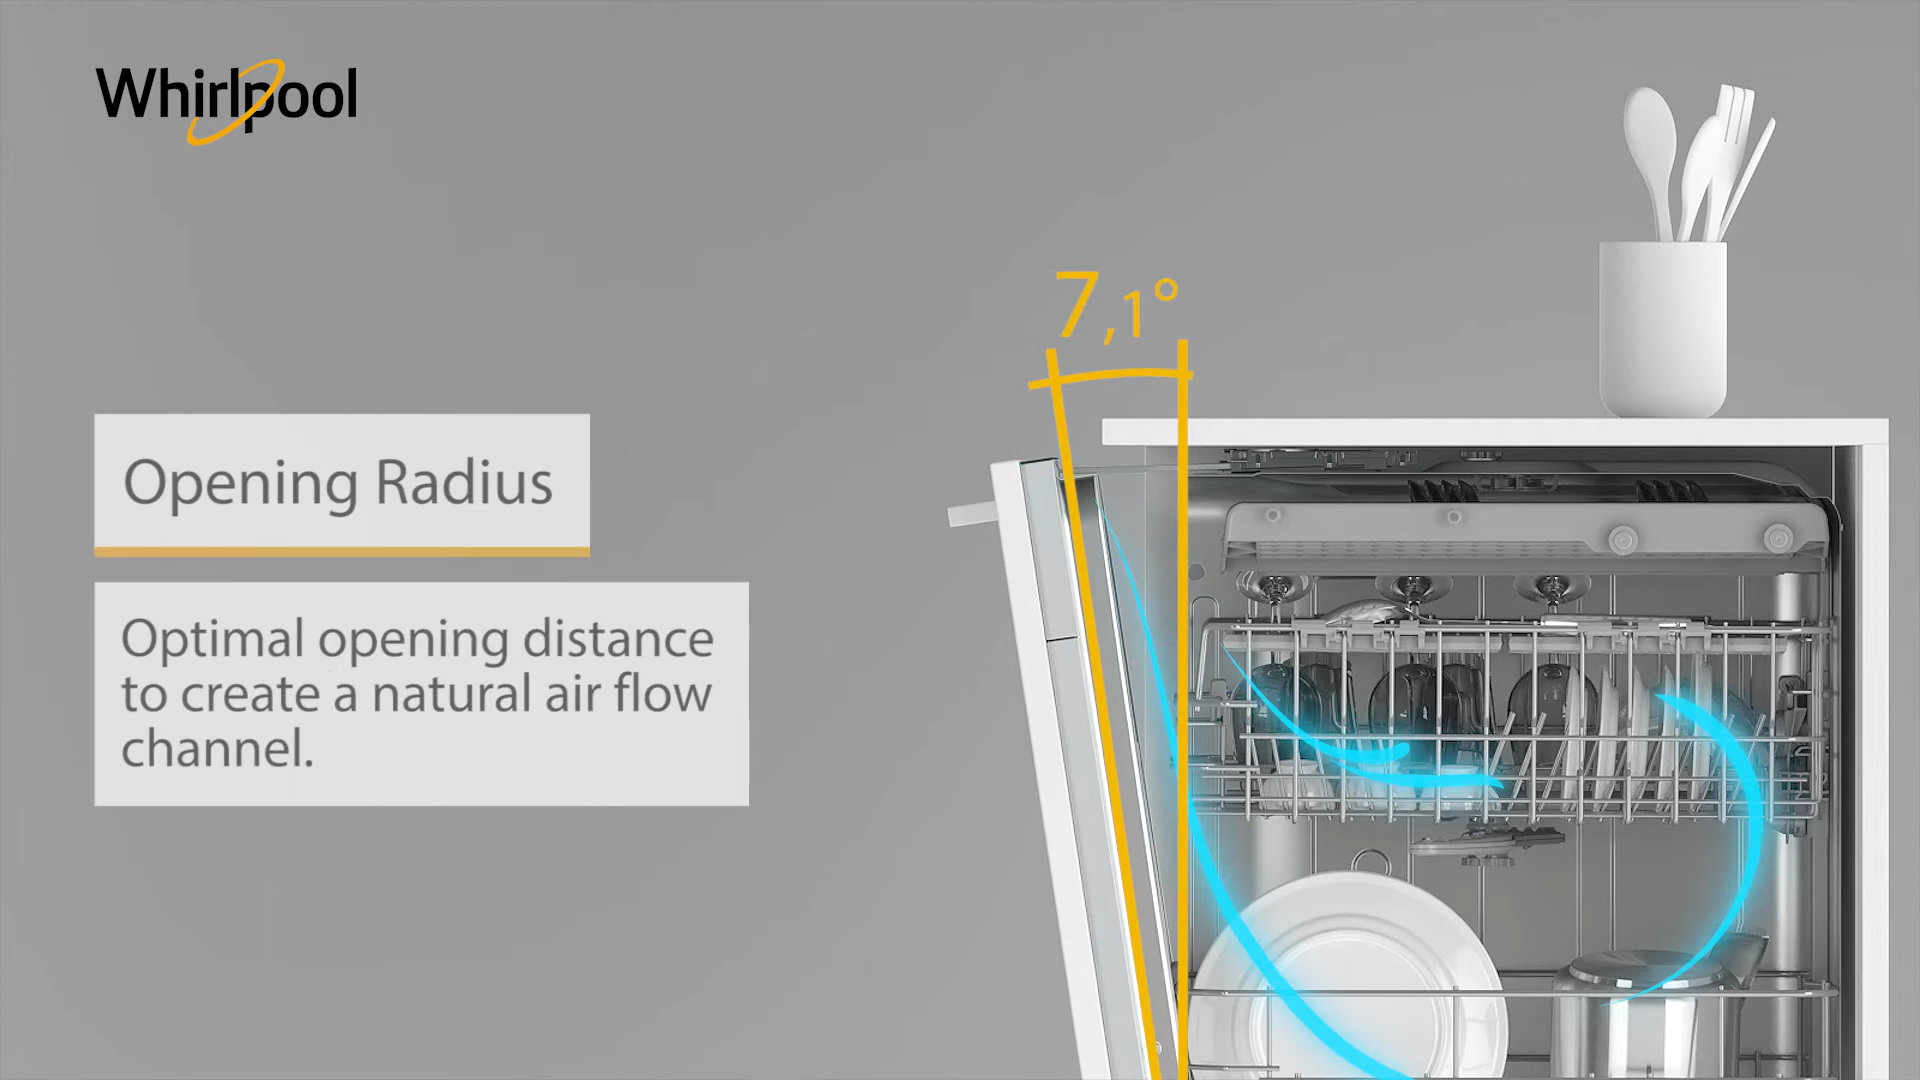 Whirlpool
7,1°
Opening Radius
Optimal opening distance
to create a natural air flow
channel.